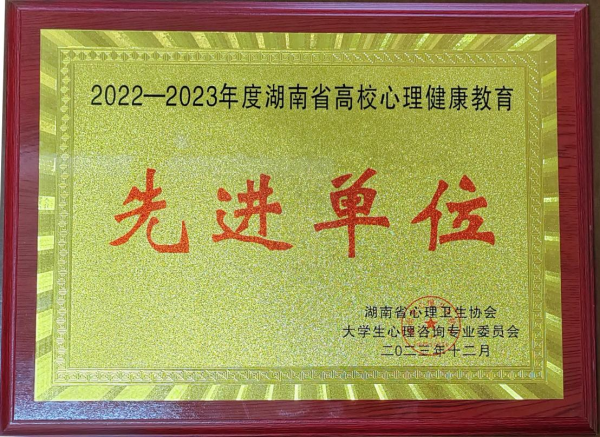 2022—2023年度湖南省高校心理健康教育
先进单位
湖南省心理卫生协会
大学生心理咨询专业委员会
二〇二三年十二月